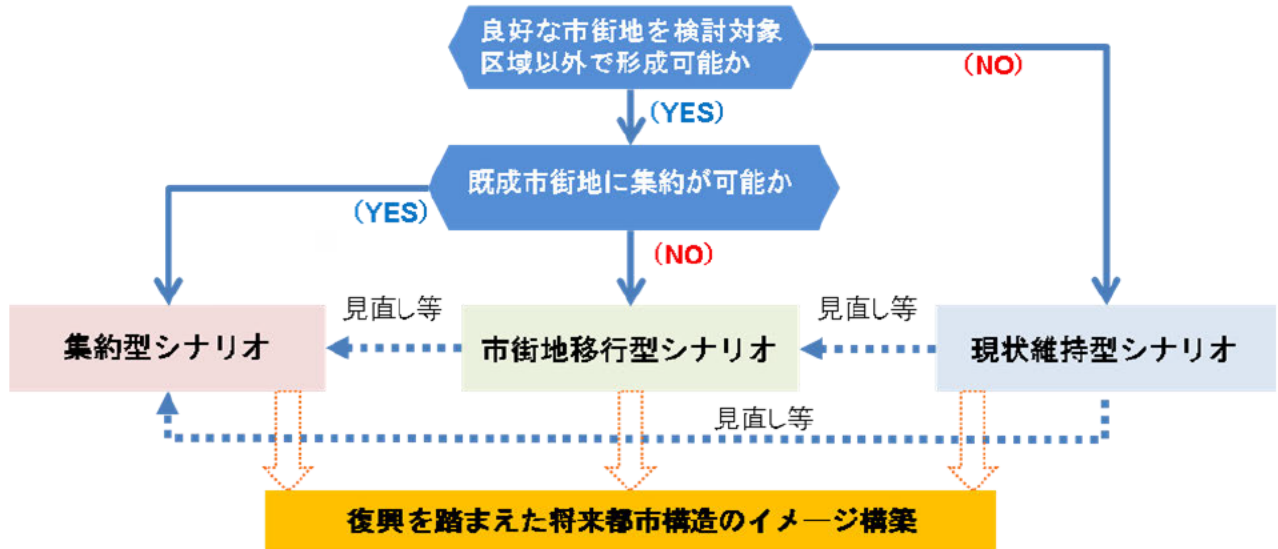 良好な市街地を検討対象
区域以外で形成可能か
(NO)
(YES)
既成市街地に集約が可能か
(YES)
(NO)
見直し等
見直し等
集約型シナリオ
市街地移行型シナリオ
現状維持型シナリオ
見直し等
復興を踏まえた将来都市構造のイメージ構築